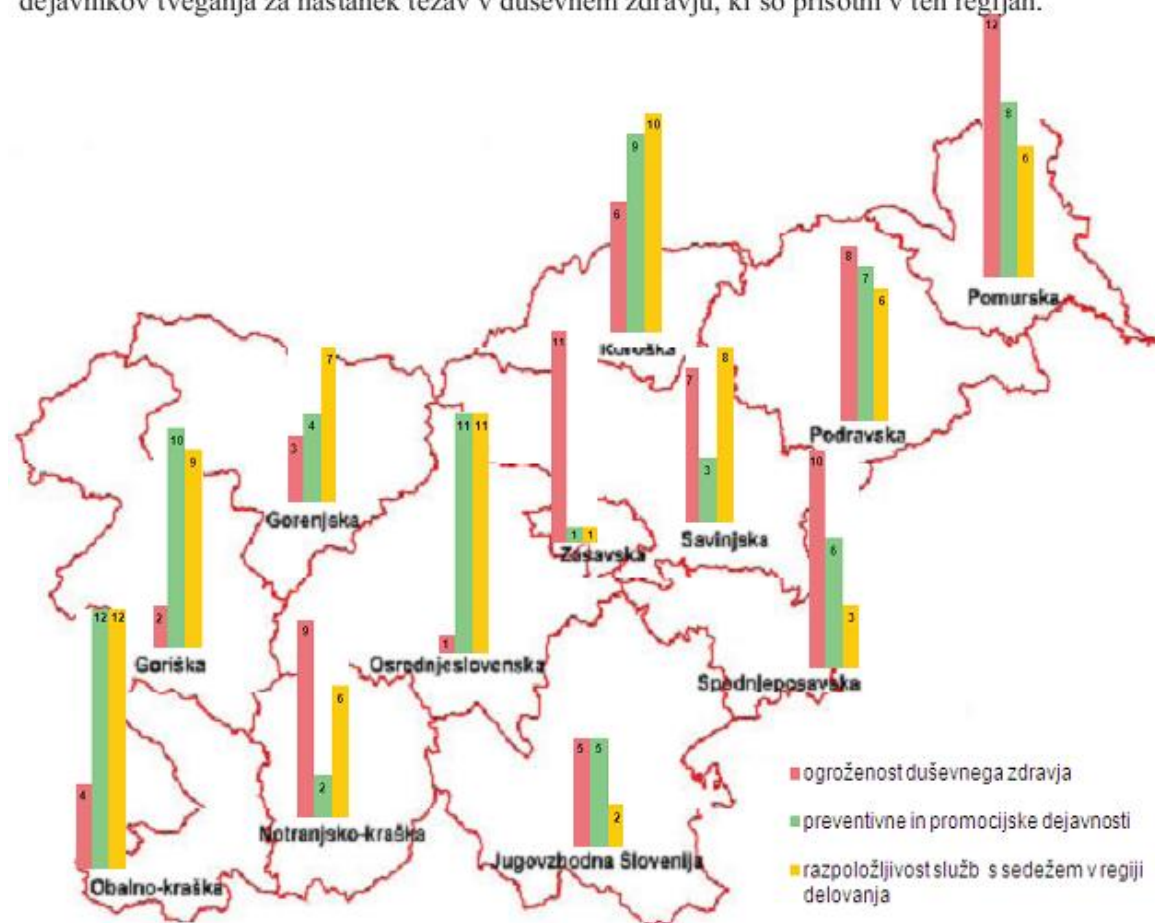 dejavnikov tveganja za nastanek težav v duševnem zdravju, ki so prisotni v teh regijah.
12
8
6
Pomurska
6
9
10
Koroška
8
7
6
Podravska
11
1
1
Zasavska
7
3
8
Savinjska
3
4
7
Gorenjska
2
10
9
Goriška
1
11
11
Osrednjeslovenska
10
6
3
Spodnjeposavska
4
12
12
Obalno-kraška
9
2
6
Notranjsko-kraška
5
5
2
Jugovzhodna Slovenija
ogroženost duševnega zdravja
preventivne in promocijske dejavnosti
razpoložljivost služb s sedežem v regiji
delovanja